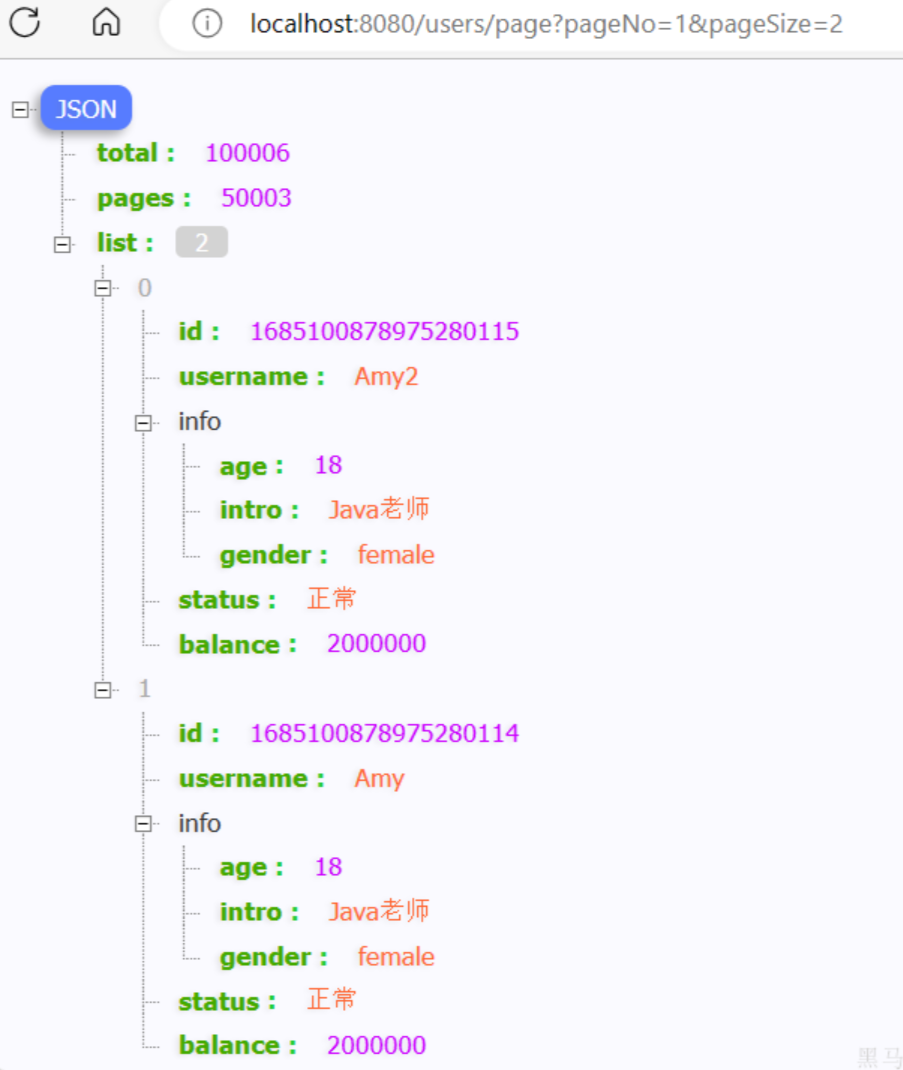 localhost:8080/users/page?pageNo=1&pageSize=2
JSON
total : 100006
pages : 50003
list : 2
0
id : 1685100878975280115
username : Amy2
info
age : 18
intro : Java老师
gender : female
status : 正常
balance : 2000000
1
id : 1685100878975280114
username : Amy
info
age : 18
intro : Java老师
gender : female
status : 正常
balance : 2000000
黑马